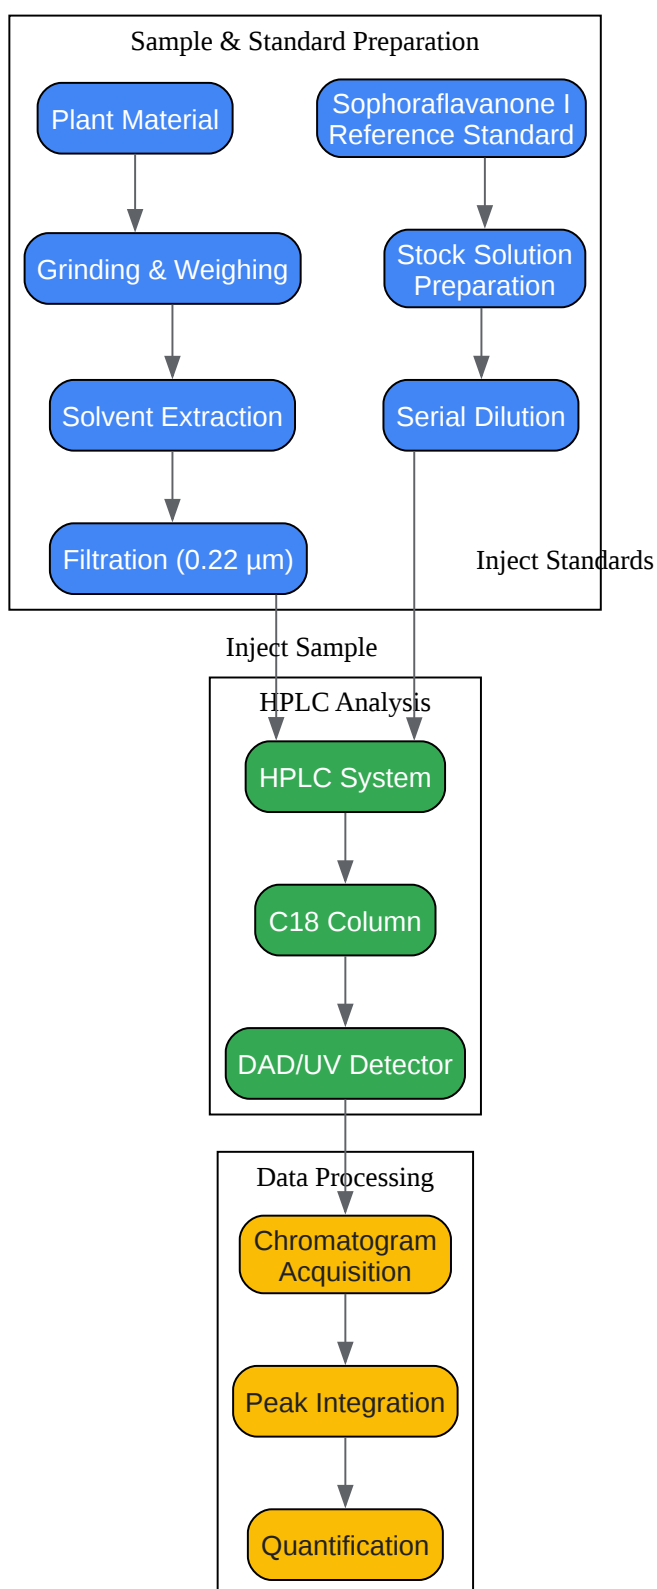 Sample & Standard Preparation
Plant Material
Sophoraflavanone I
Reference Standard
Grinding & Weighing
Stock Solution
Preparation
Solvent Extraction
Serial Dilution
Filtration (0.22 µm)
Inject Standards
Inject Sample
HPLC Analysis
HPLC System
C18 Column
DAD/UV Detector
Data Processing
Chromatogram
Acquisition
Peak Integration
Quantification